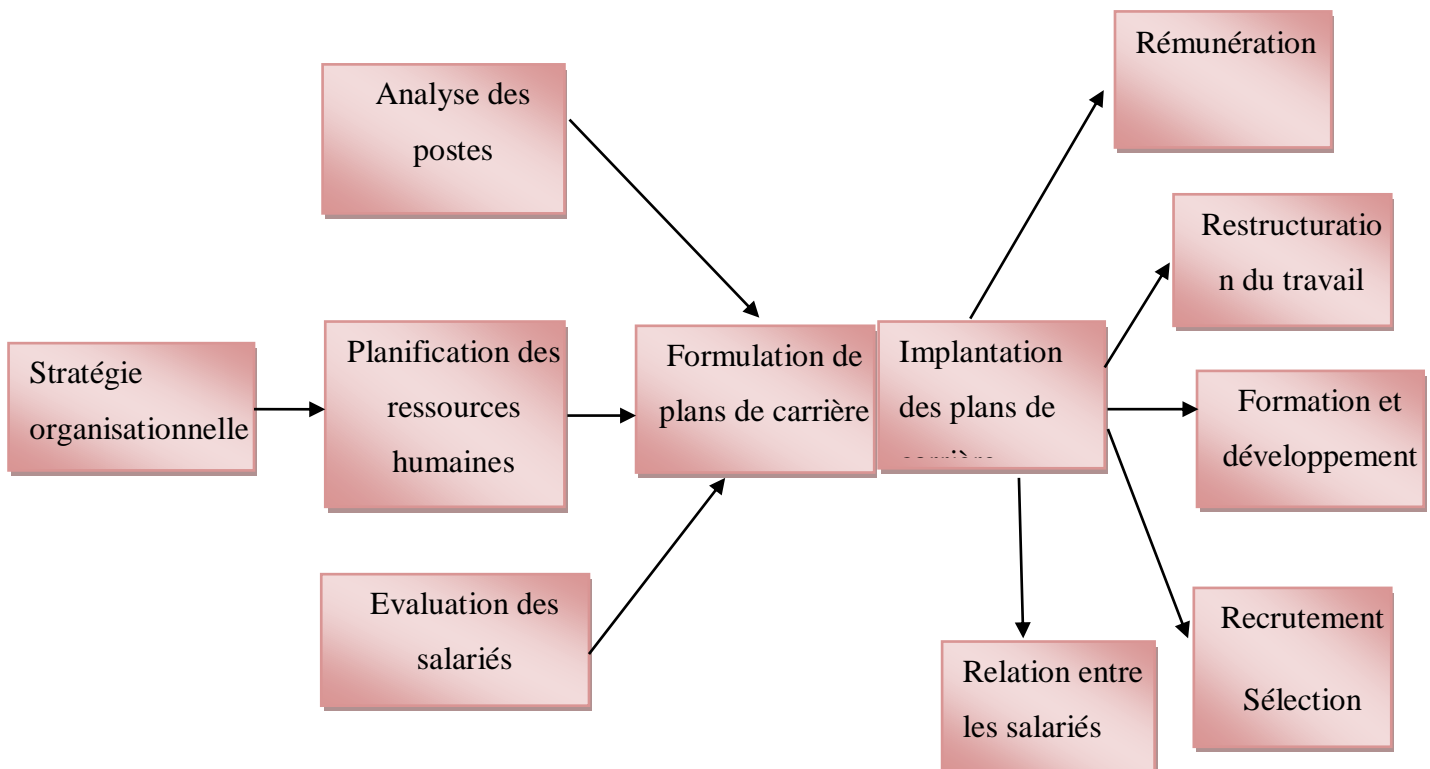 Rémunération
Analyse des
postes
Restructuratio
n du travail
Stratégie
organisationnelle
Planification des
ressources
humaines
Formulation de
plans de carrière
Implantation
des plans de
Formation et
développement
Evaluation des
salariés
Relation entre
les salariés
Recrutement
Sélection